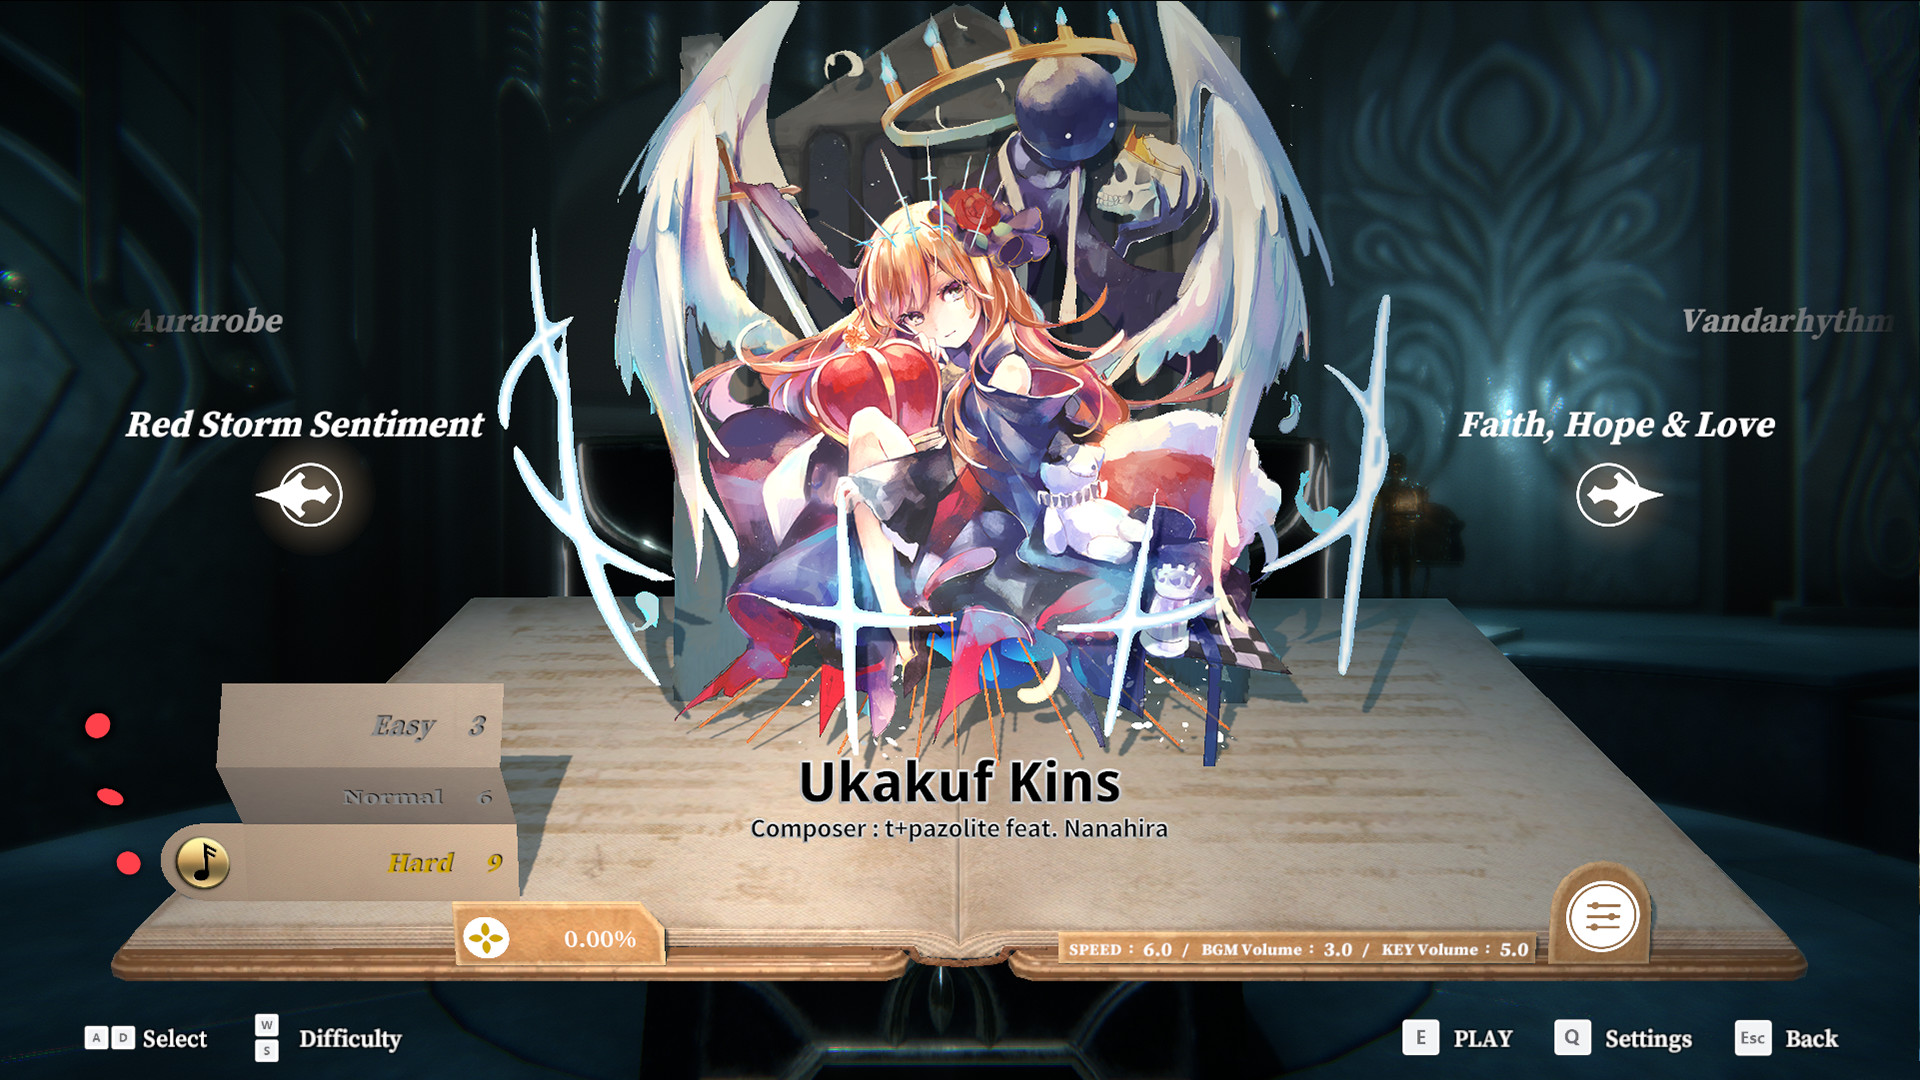 Aurarobe
Vandarhythm
Red Storm Sentiment
Faith, Hope & Love
Easy 3
Normal 6
Hard 9
Ukakuf Kins
Composer : t+pazolite feat. Nanahira
0.00%
SPEED : 6.0 / BGM Volume : 3.0 / KEY Volume : 5.0
A D Select
W
S
Difficulty
E PLAY
Q Settings
Esc Back